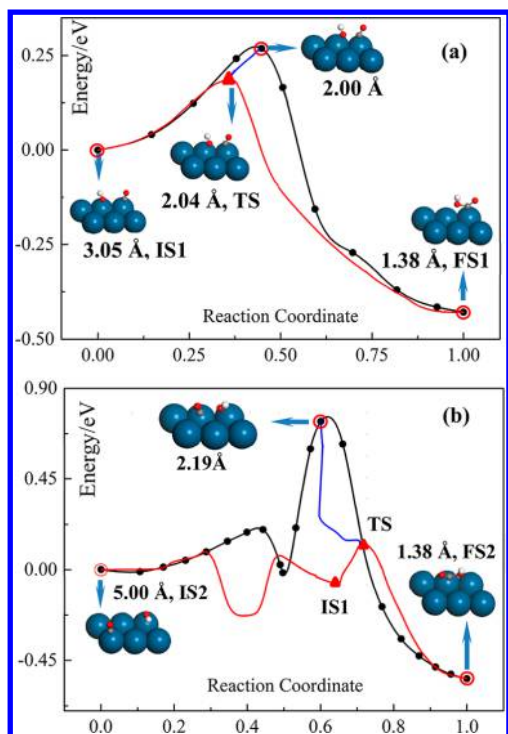 (a)
Energy/eV
0.25
0.00
-0.25
-0.50
2.00 Å
2.04 Å, TS
3.05 Å, IS1
1.38 Å, FS1
Reaction Coordinate
0.00 0.25 0.50 0.75 1.00
(b)
Energy/eV
0.90
0.45
0.00
-0.45
2.19Å
TS
1.38 Å, FS2
5.00 Å, IS2
IS1
Reaction Coordinate
0.0 0.2 0.4 0.6 0.8 1.0